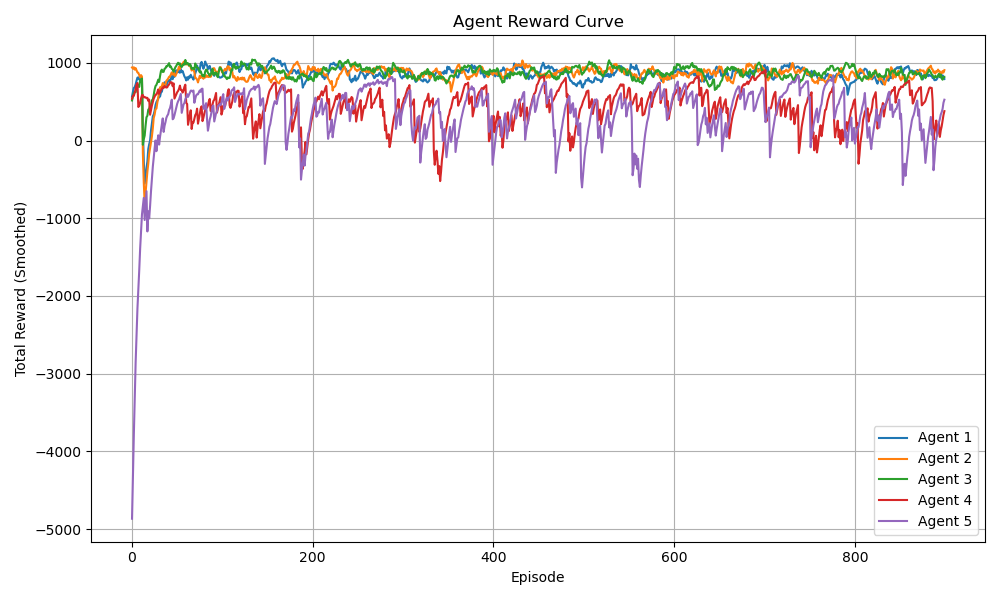 Agent Reward Curve
Total Reward (Smoothed)
1000
0
−1000
−2000
−3000
−4000
−5000
0 200 400 600 800
Episode
Agent 1
Agent 2
Agent 3
Agent 4
Agent 5